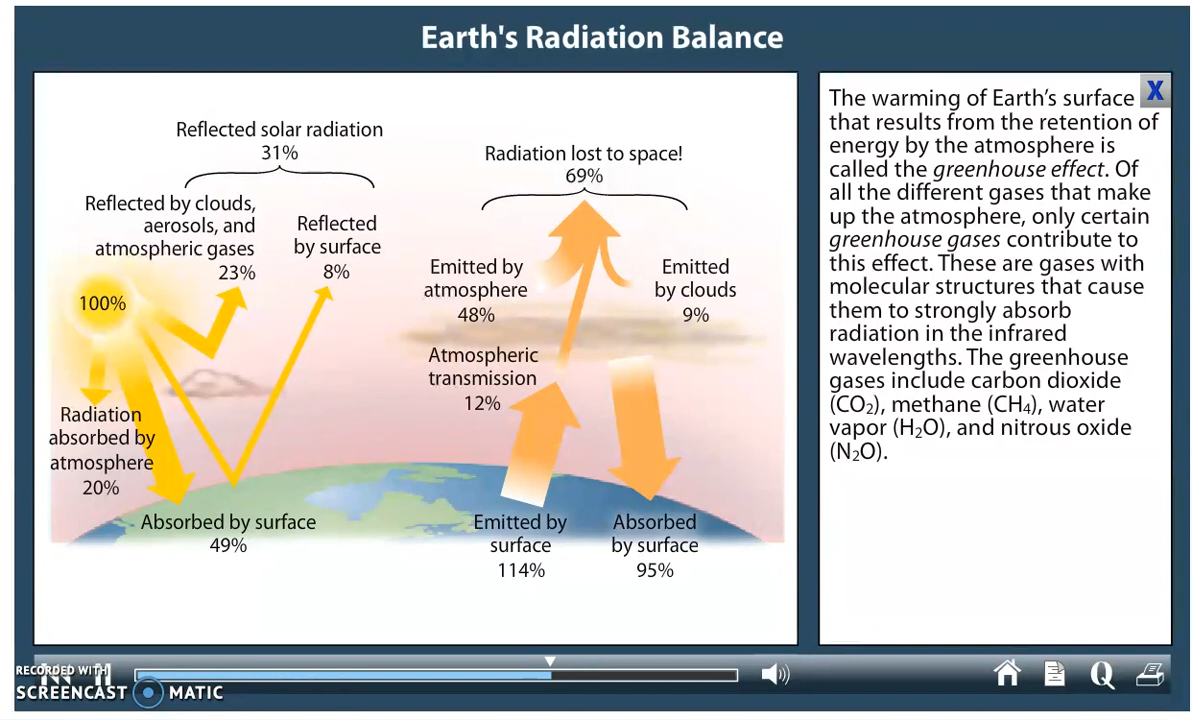 Earth's Radiation Balance
Reflected solar radiation
31%
Reflected by clouds,
aerosols, and
atmospheric gases
23%
Reflected
by surface
8%
100%
Radiation
absorbed by
atmosphere
20%
Absorbed by surface
49%
Radiation lost to space!
69%
Emitted by
atmosphere
48%
Emitted
by clouds
9%
Atmospheric
transmission
12%
Emitted by
surface
114%
Absorbed
by surface
95%
X
The warming of Earth’s surface
that results from the retention of
energy by the atmosphere is
called the greenhouse effect. Of
all the different gases that make
up the atmosphere, only certain
greenhouse gases contribute to
this effect. These are gases with
molecular structures that cause
them to strongly absorb
radiation in the infrared
wavelengths. The greenhouse
gases include carbon dioxide
(CO₂), methane (CH₄), water
vapor (H₂O), and nitrous oxide
(N₂O).
RECORDED WITH
SCREENCAST MATIC
Q